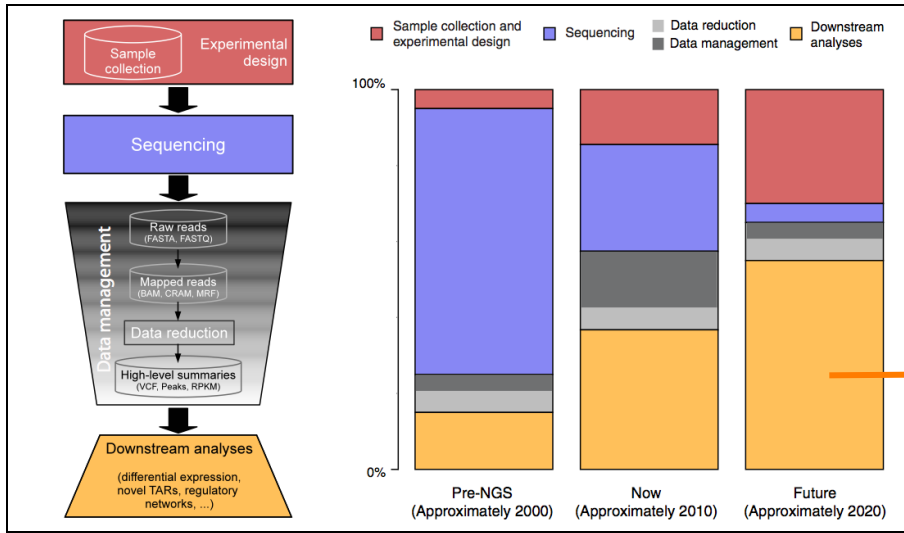 Sample
collection
Experimental
design
Sequencing
Data management
Raw reads
(FASTA, FASTQ)
Mapped reads
(BAM, CRAM, MRF)
Data reduction
High-level summaries
(VCF, Peaks, RPKM)
Downstream analyses
(differential expression,
novel TARs, regulatory
networks, ...)
Sample collection and
experimental design
Sequencing
Data reduction
Data management
Downstream
analyses
100%
0%
Pre-NGS
(Approximately 2000)
Now
(Approximately 2010)
Future
(Approximately 2020)